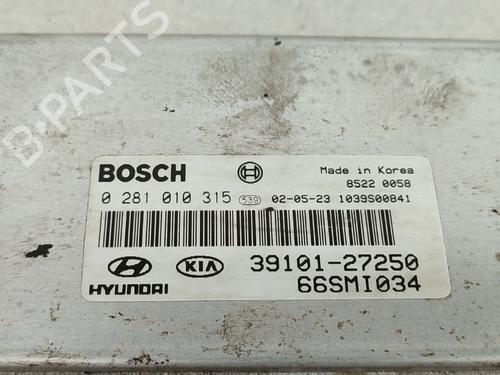 B-PARTS
BOSCH
Made in Korea
8522 0058
0 281 010 315 539 02-05-23 1039S00841
39101-27250
HYUNDAI KIA
66SMI034